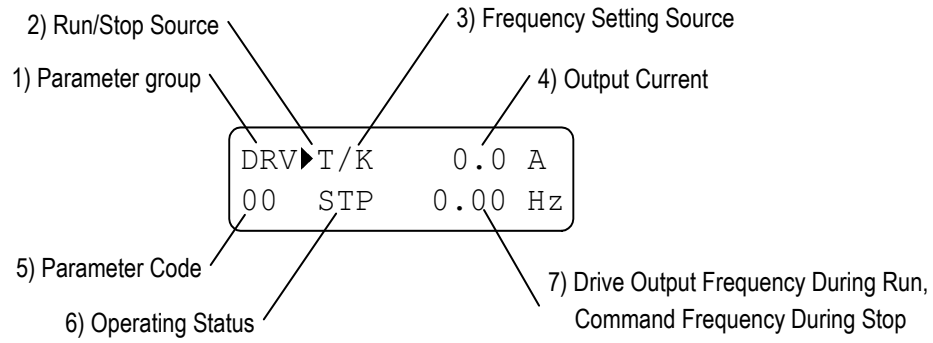 2) Run/Stop Source
3) Frequency Setting Source
1) Parameter group
4) Output Current
DRV▶T/K 0.0 A
00 STP 0.00 Hz
5) Parameter Code
6) Operating Status
7) Drive Output Frequency During Run,
Command Frequency During Stop